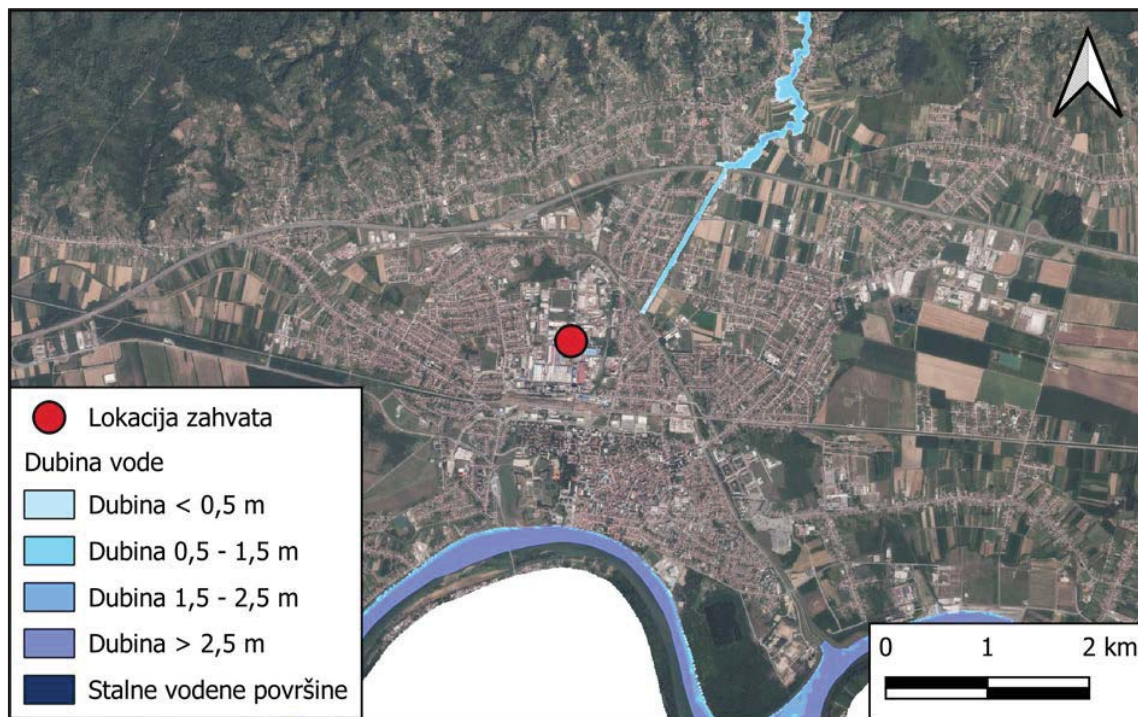 Lokacija zahvata
Dubina vode
Dubina < 0,5 m
Dubina 0,5 - 1,5 m
Dubina 1,5 - 2,5 m
Dubina > 2,5 m
Stalne vodene površine
0 1 2 km